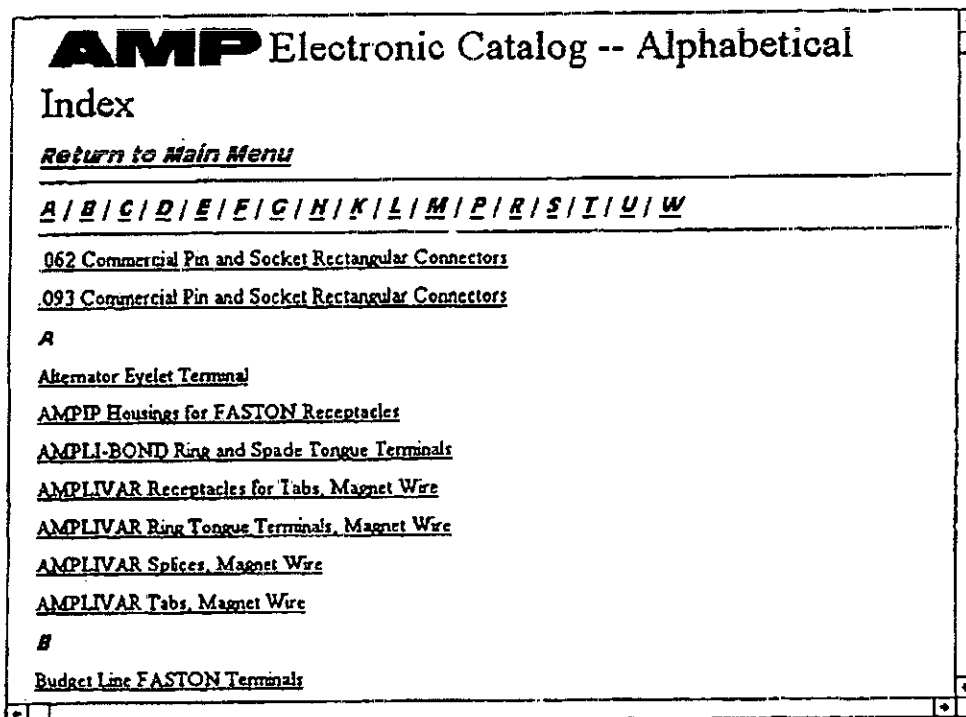 AMP Electronic Catalog -- Alphabetical
Index
Return to Main Menu
A / B / C / D / E / F / G / H / K / L / M / P / R / S / T / U / W
.062 Commercial Pin and Socket Rectangular Connectors
.093 Commercial Pin and Socket Rectangular Connectors
A
Alternator Eyelet Terminal
AMPIP Housings for FASTON Receptacles
AMPLI-BOND Ring and Spade Tongue Terminals
AMPLIVAR Receptacles for Tabs, Magnet Wire
AMPLIVAR Ring Tongue Terminals, Magnet Wire
AMPLIVAR Splices, Magnet Wire
AMPLIVAR Tabs, Magnet Wire
B
Budget Line FASTON Terminals